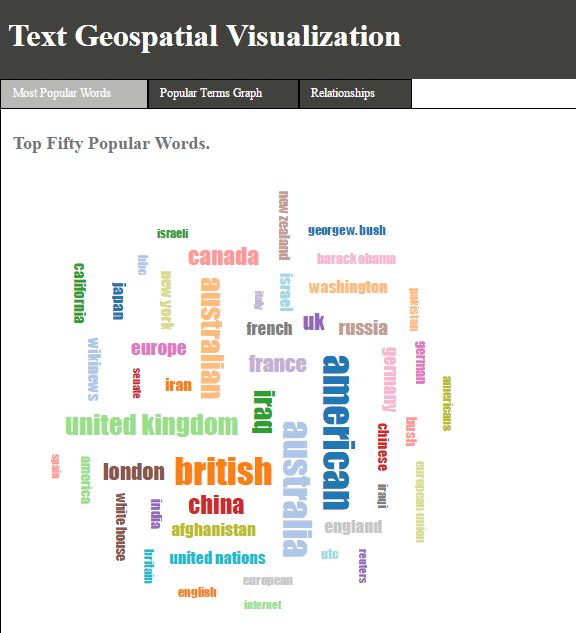 Text Geospatial Visualization
Most Popular Words
Popular Terms Graph
Relationships
Top Fifty Popular Words.
new zealand
israeli
georgew. bush
canada
barack obama
bbc
california
japan
new york
australian
italy
israel
washington
pakistan
french
uk
russia
wikinews
europe
france
germany
german
senate
iran
american
americans
iraq
united kingdom
australia
chinese
bush
spain
america
london
british
european union
iraqi
white house
india
china
england
afghanistan
britain
united nations
utc
reuters
european
english
internet